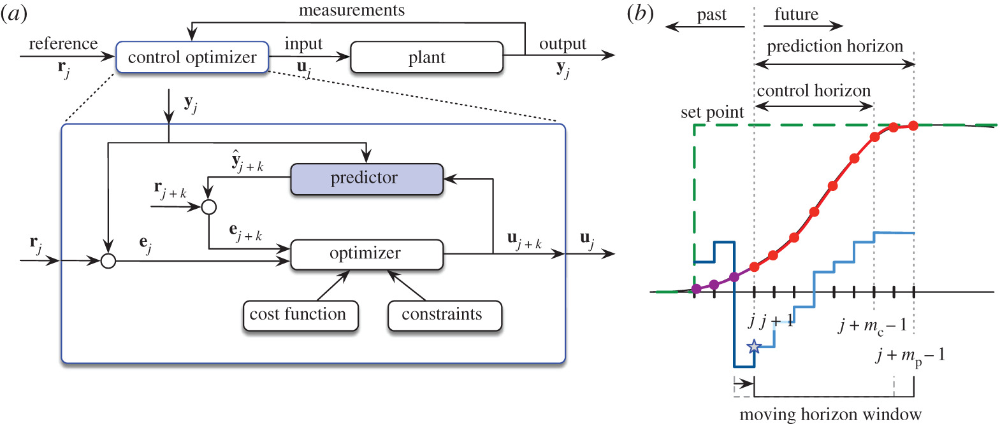 (a)
measurements
reference
r_j
control optimizer
input
u_j
plant
output
y_j
y_j
ŷ_{j + k}
predictor
r_{j + k}
e_{j + k}
r_j
e_j
optimizer
u_{j + k}
u_j
cost function
constraints
(b)
past
future
prediction horizon
control horizon
set point
j j + 1
j + m_c – 1
j + m_p – 1
moving horizon window